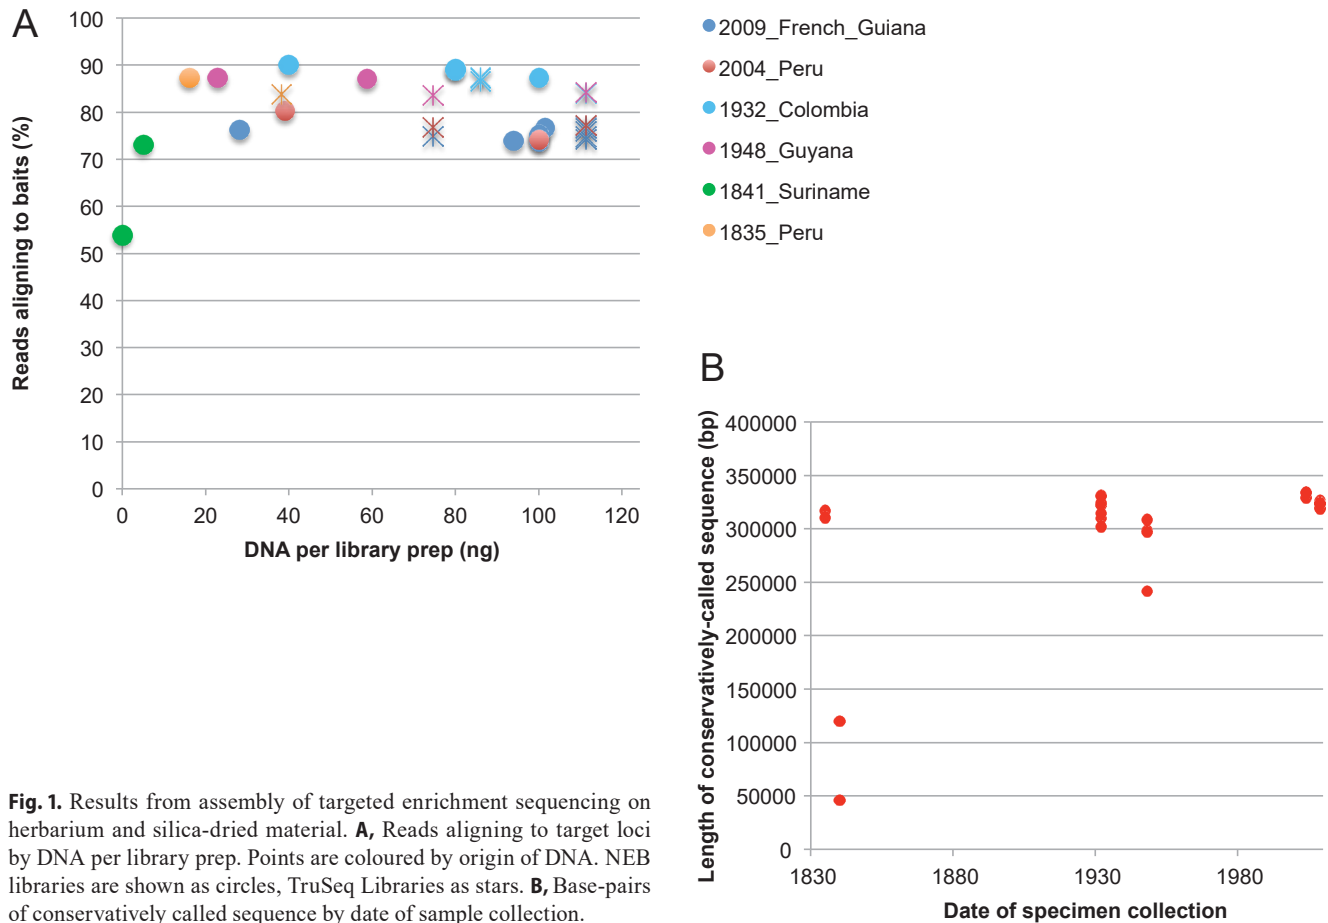 A
100
90
80
70
60
50
40
30
20
10
0
Reads aligning to baits (%)
0 20 40 60 80 100 120
DNA per library prep (ng)
2009_French_Guiana
2004_Peru
1932_Colombia
1948_Guyana
1841_Suriname
1835_Peru
B
400000
350000
300000
250000
200000
150000
100000
50000
0
Length of conservatively-called sequence (bp)
1830 1880 1930 1980
Date of specimen collection
Fig. 1. Results from assembly of targeted enrichment sequencing on
herbarium and silica-dried material. A, Reads aligning to target loci
by DNA per library prep. Points are coloured by origin of DNA. NEB
libraries are shown as circles, TruSeq Libraries as stars. B, Base-pairs
of conservatively called sequence by date of sample collection.